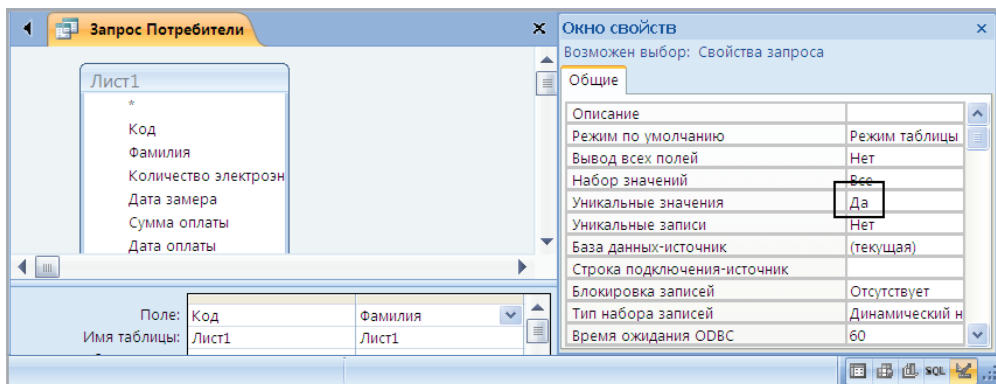 Запрос Потребители
Лист1
*
Код
Фамилия
Количество электроэн
Дата замера
Сумма оплаты
Дата оплаты
Поле: Код Фамилия
Имя таблицы: Лист1 Лист1
Окно свойств
Возможен выбор: Свойства запроса
Общие
Описание
Режим по умолчанию Режим таблицы
Вывод всех полей Нет
Набор значений Все
Уникальные значения Да
Уникальные записи Нет
База данных-источник (текущая)
Строка подключения-источник
Блокировка записей Отсутствует
Тип набора записей Динамический н
Время ожидания ODBC 60
SQL